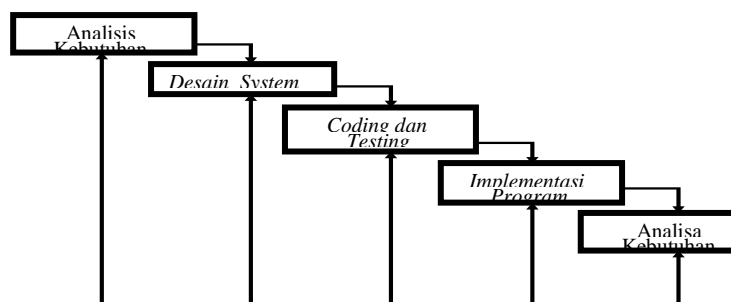 Analisis
Kebutuhan
Desain System
Coding dan
Testing
Implementasi
Program
Analisa
Kebutuhan